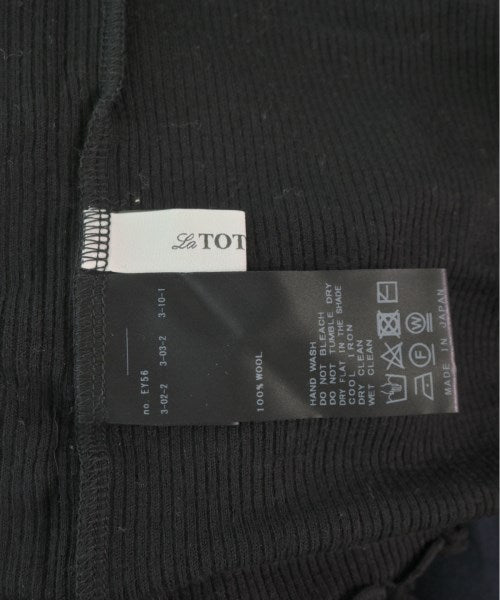 La TOT
no. EY56
3-02-2 3-03-2 3-10-1
100% WOOL
HAND WASH
DO NOT BLEACH
DO NOT TUMBLE DRY
DRY FLAT IN THE SHADE
COOL IRON
DRY CLEAN
WET CLEAN
MADE IN JAPAN